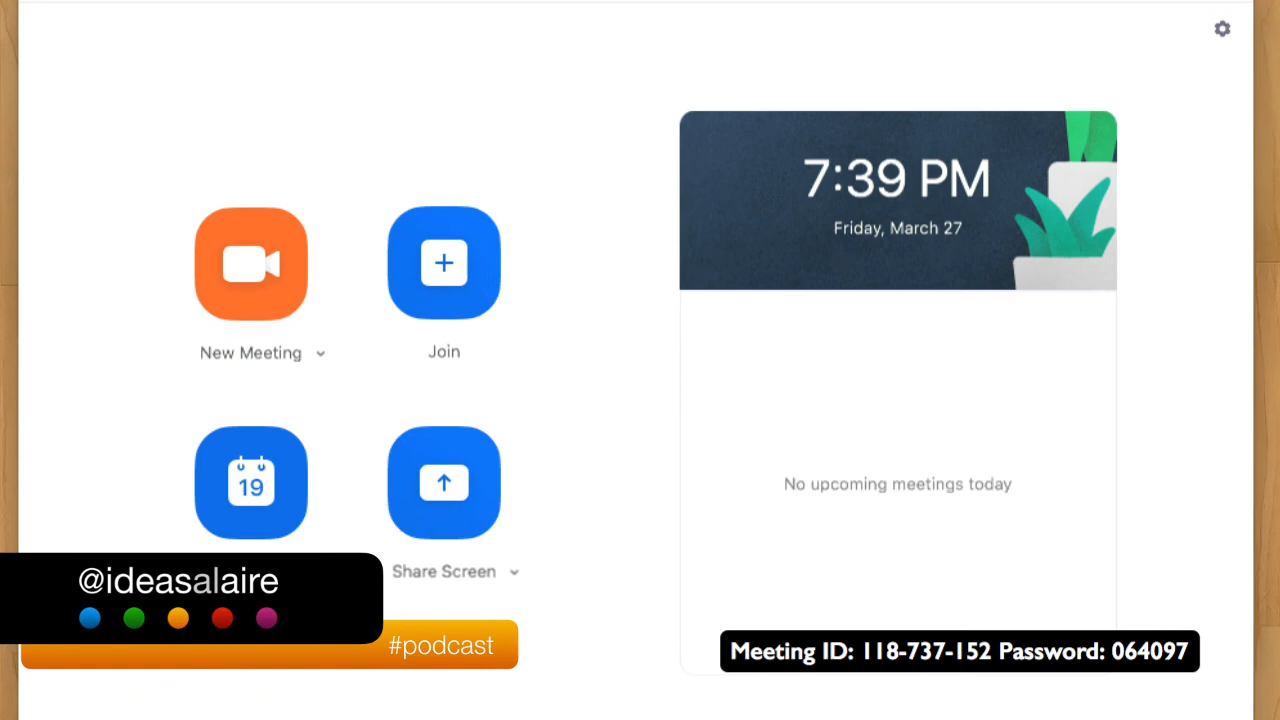 7:39 PM
Friday, March 27
New Meeting
Join
19
No upcoming meetings today
Share Screen
@ideasalaire
#podcast
Meeting ID: 118-737-152 Password: 064097